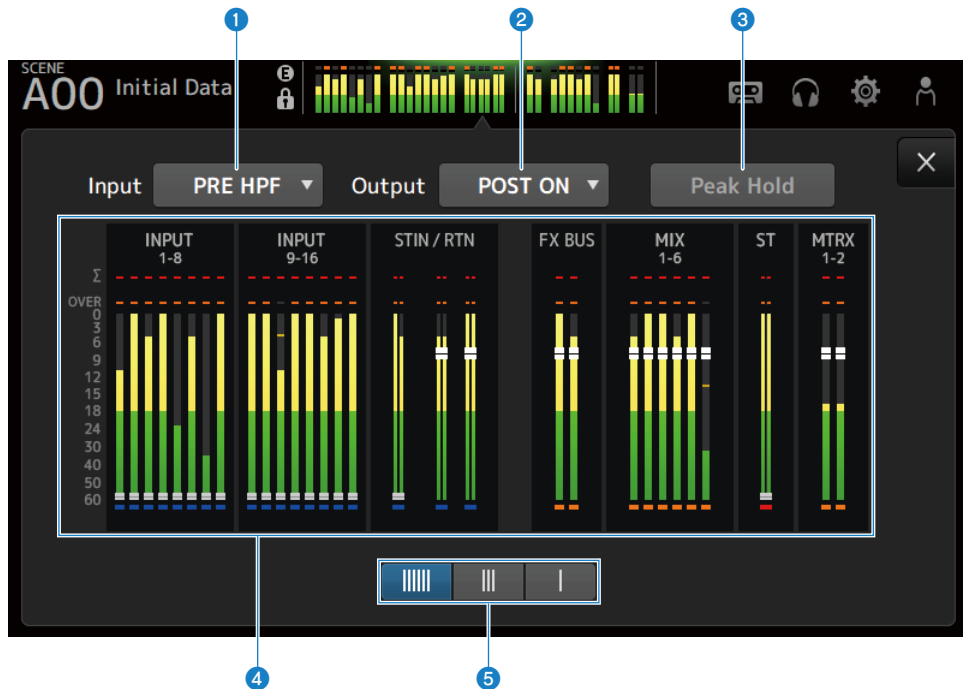 1 2 3
SCENE
A00 Initial Data E
Input PRE HPF ▼ Output POST ON ▼ Peak Hold
INPUT INPUT STIN / RTN FX BUS MIX ST MTRX
1-8 9-16 1-6 1-2
Σ
OVER
0
3
6
9
12
15
18
24
30
40
50
60
4 5